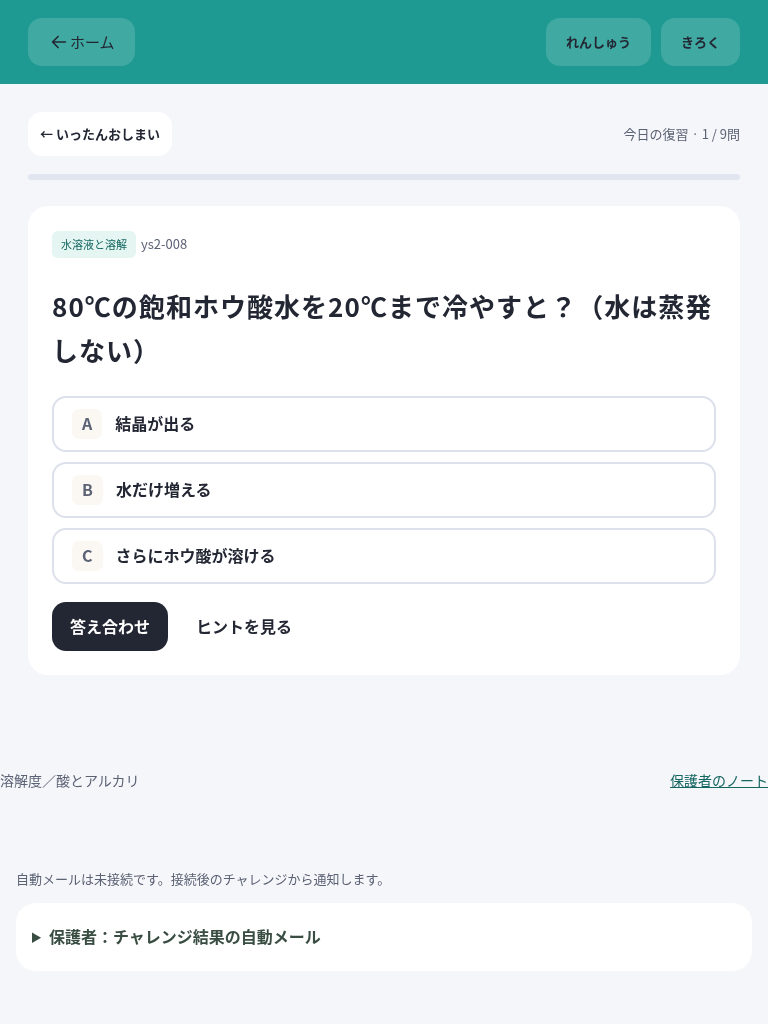 ← ホーム
れんしゅう
きろく
← いったんおしまい
今日の復習・1 / 9問
水溶液と溶解 ys2-008
80℃の飽和ホウ酸水を20℃まで冷やすと？（水は蒸発
しない）
A 結晶が出る
B 水だけ増える
C さらにホウ酸が溶ける
答え合わせ
ヒントを見る
溶解度／酸とアルカリ
保護者のノート
自動メールは未接続です。接続後のチャレンジから通知します。
▶ 保護者：チャレンジ結果の自動メール